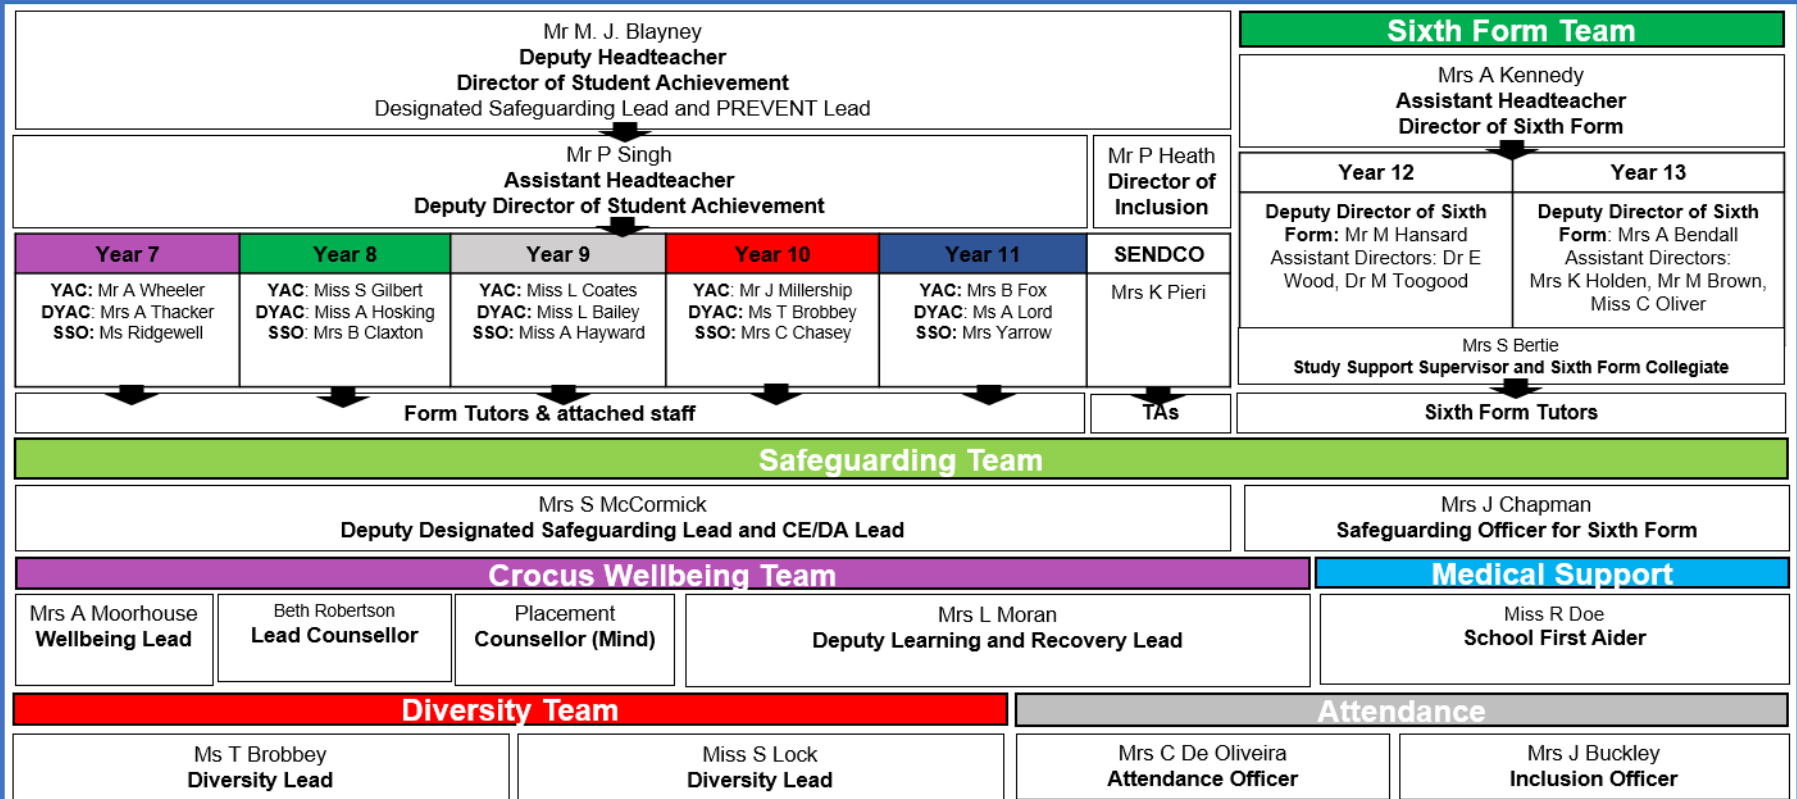 Mr M. J. Blayney
Deputy Headteacher
Director of Student Achievement
Designated Safeguarding Lead and PREVENT Lead
Mr P Singh
Assistant Headteacher
Deputy Director of Student Achievement
Mr P Heath
Director of
Inclusion
Year 7
YAC: Mr A Wheeler
DYAC: Mrs A Thacker
SSO: Ms Ridgewell
Year 8
YAC: Miss S Gilbert
DYAC: Miss A Hosking
SSO: Mrs B Claxton
Year 9
YAC: Miss L Coates
DYAC: Miss L Bailey
SSO: Miss A Hayward
Year 10
YAC: Mr J Millership
DYAC: Ms T Brobbey
SSO: Mrs C Chasey
Year 11
YAC: Mrs B Fox
DYAC: Ms A Lord
SSO: Mrs Yarrow
SENDCO
Mrs K Pieri
Form Tutors & attached staff
TAs
Sixth Form Team
Mrs A Kennedy
Assistant Headteacher
Director of Sixth Form
Year 12
Deputy Director of Sixth
Form: Mr M Hansard
Assistant Directors: Dr E
Wood, Dr M Toogood
Year 13
Deputy Director of Sixth
Form: Mrs A Bendall
Assistant Directors:
Mrs K Holden, Mr M Brown,
Miss C Oliver
Mrs S Bertie
Study Support Supervisor and Sixth Form Collegiate
Sixth Form Tutors
Safeguarding Team
Mrs S McCormick
Deputy Designated Safeguarding Lead and CE/DA Lead
Mrs J Chapman
Safeguarding Officer for Sixth Form
Crocus Wellbeing Team
Mrs A Moorhouse
Wellbeing Lead
Beth Robertson
Lead Counsellor
Placement
Counsellor (Mind)
Mrs L Moran
Deputy Learning and Recovery Lead
Medical Support
Miss R Doe
School First Aider
Diversity Team
Ms T Brobbey
Diversity Lead
Miss S Lock
Diversity Lead
Attendance
Mrs C De Oliveira
Attendance Officer
Mrs J Buckley
Inclusion Officer